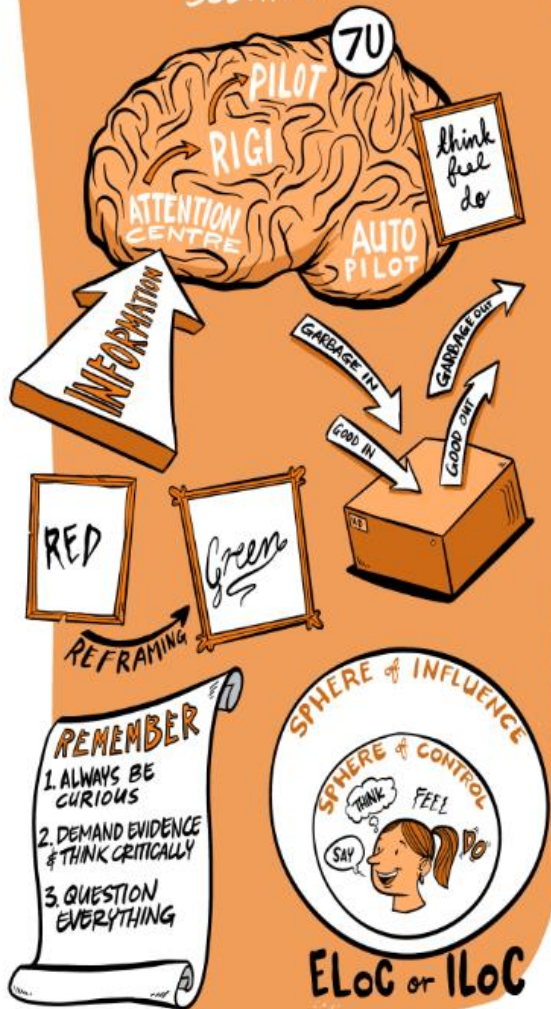 7U
PILOT
RIGI
ATTENTION
CENTRE
AUTO
PILOT
think
feel
do
INFORMATION
GARBAGE IN
GARBAGE OUT
GOOD IN
GOOD OUT
RED
Green
REFRAMING
REMEMBER
1. ALWAYS BE
CURIOUS
2. DEMAND EVIDENCE
& THINK CRITICALLY
3. QUESTION
EVERYTHING
SPHERE of INFLUENCE
SPHERE of CONTROL
THINK
FEEL
SAY
DO
ELOC or ILOC